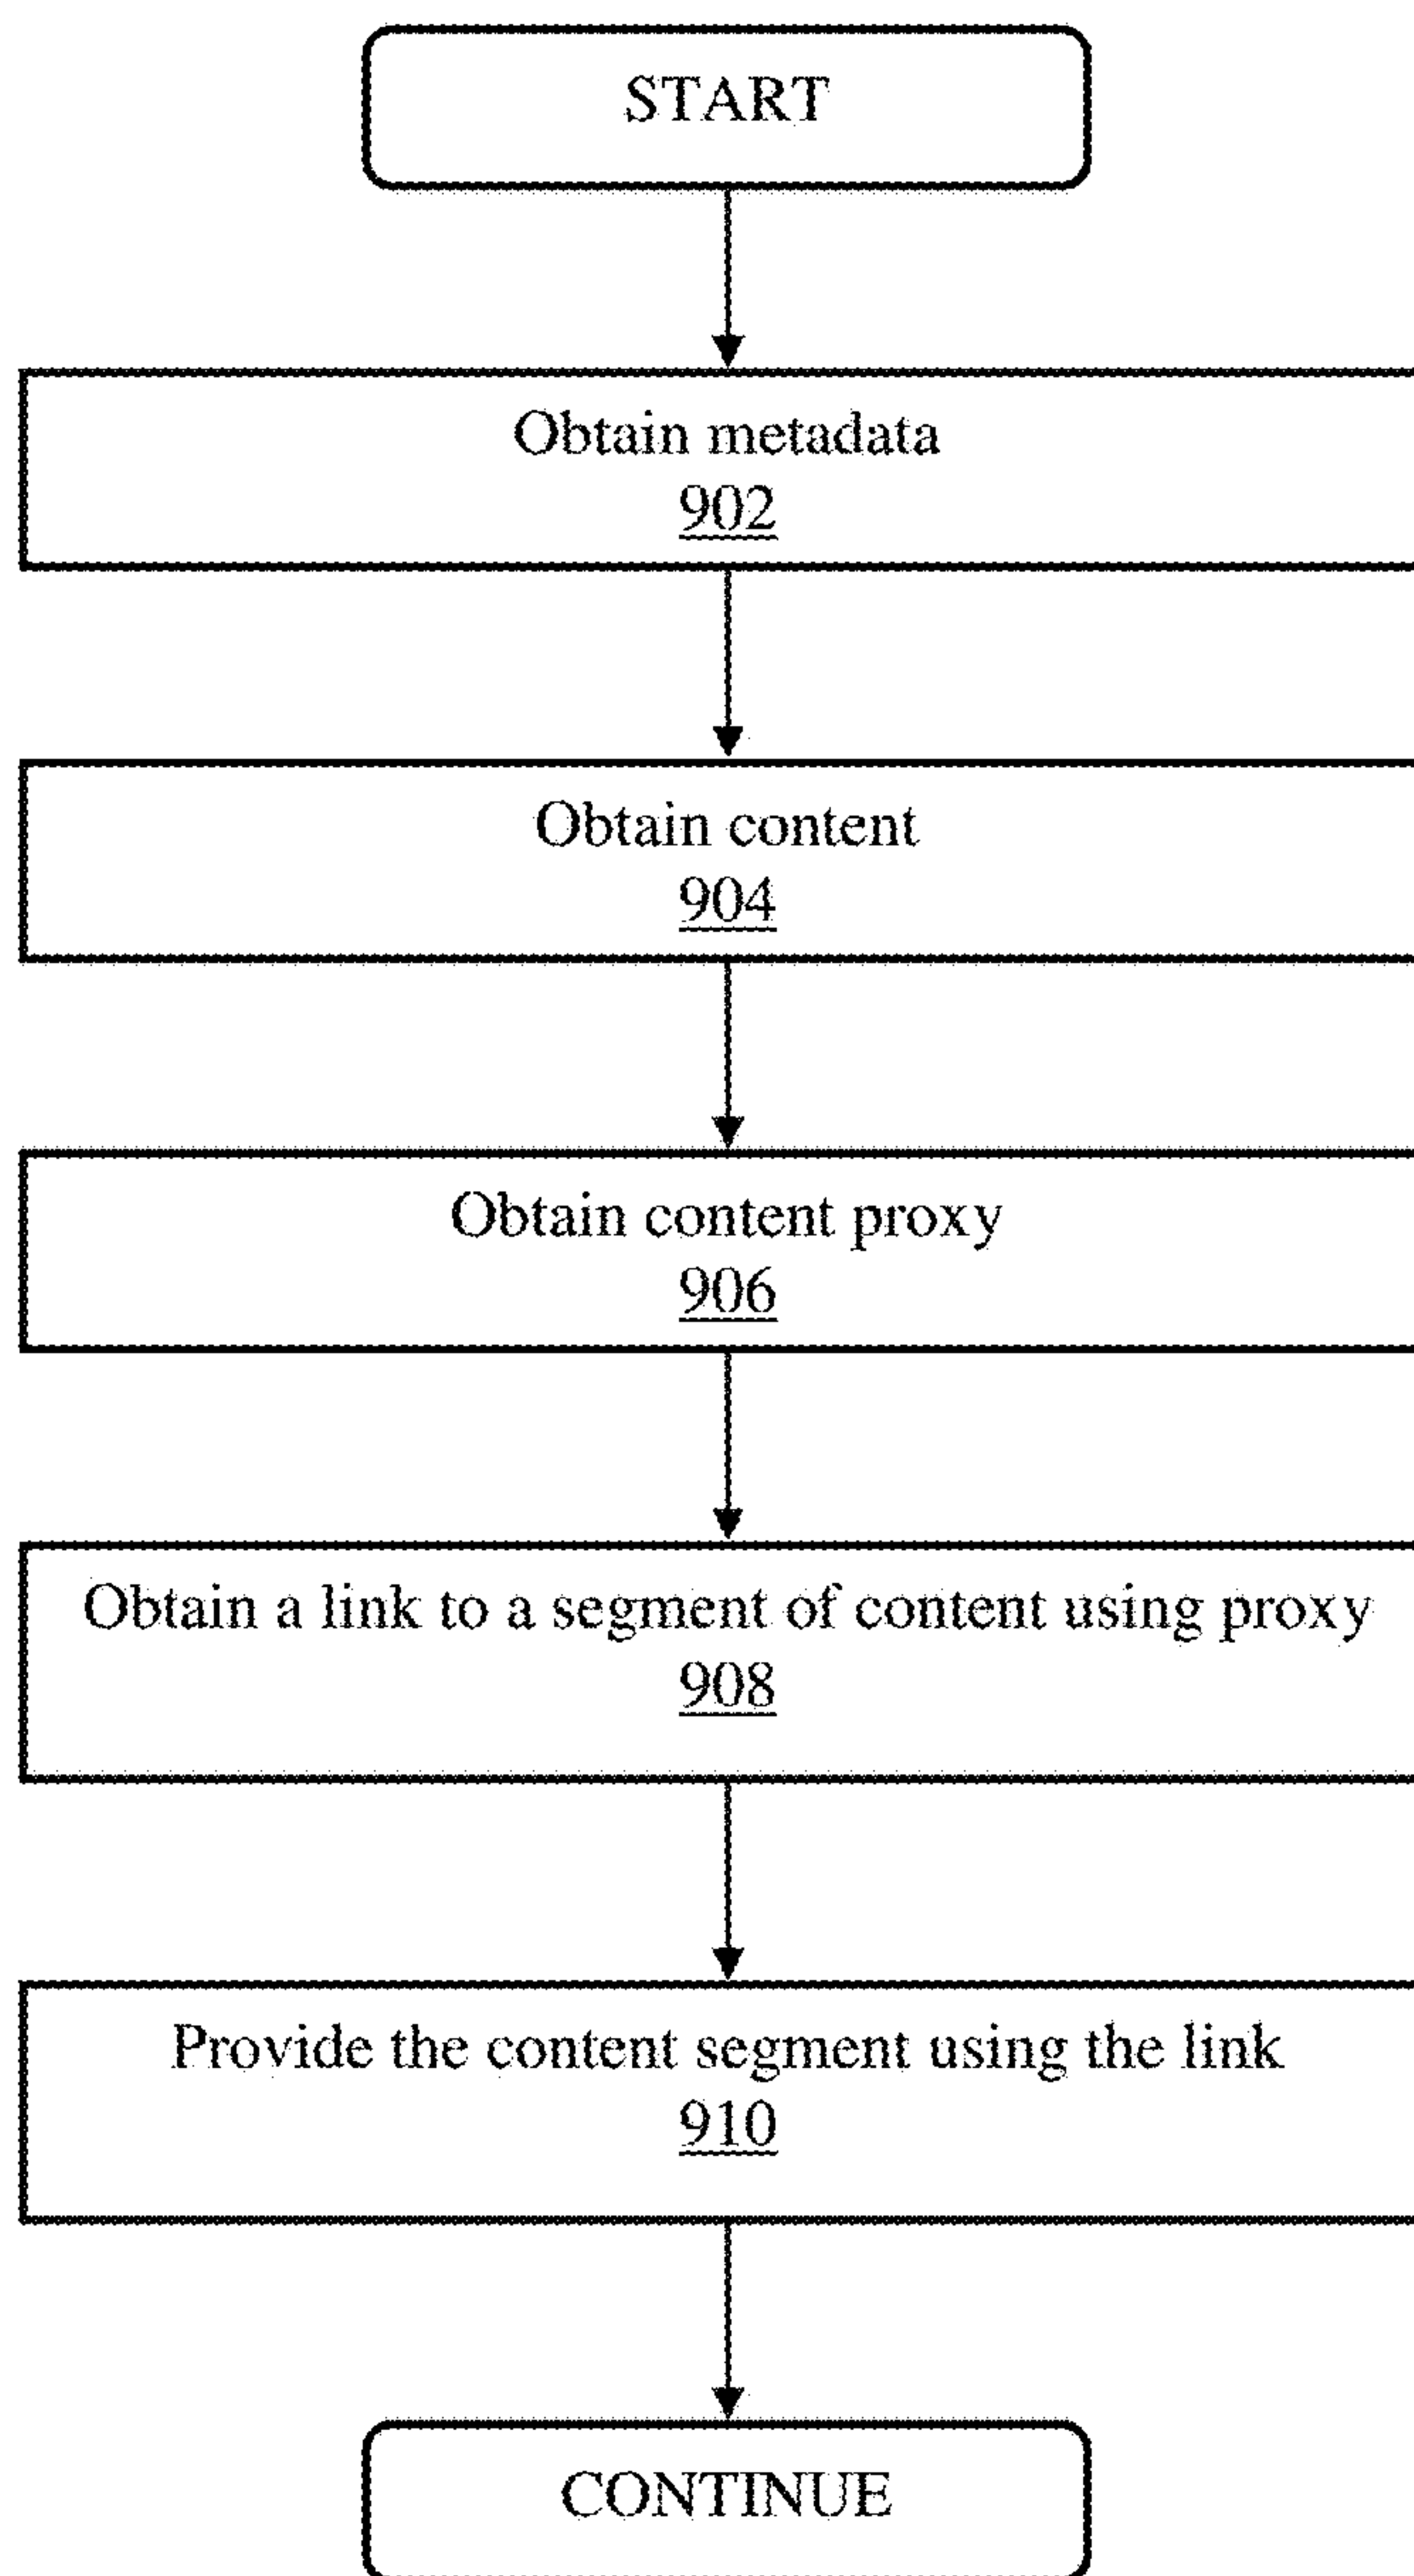 START
Obtain metadata
902
Obtain content
904
Obtain content proxy
906
Obtain a link to a segment of content using proxy
908
Provide the content segment using the link
910
CONTINUE